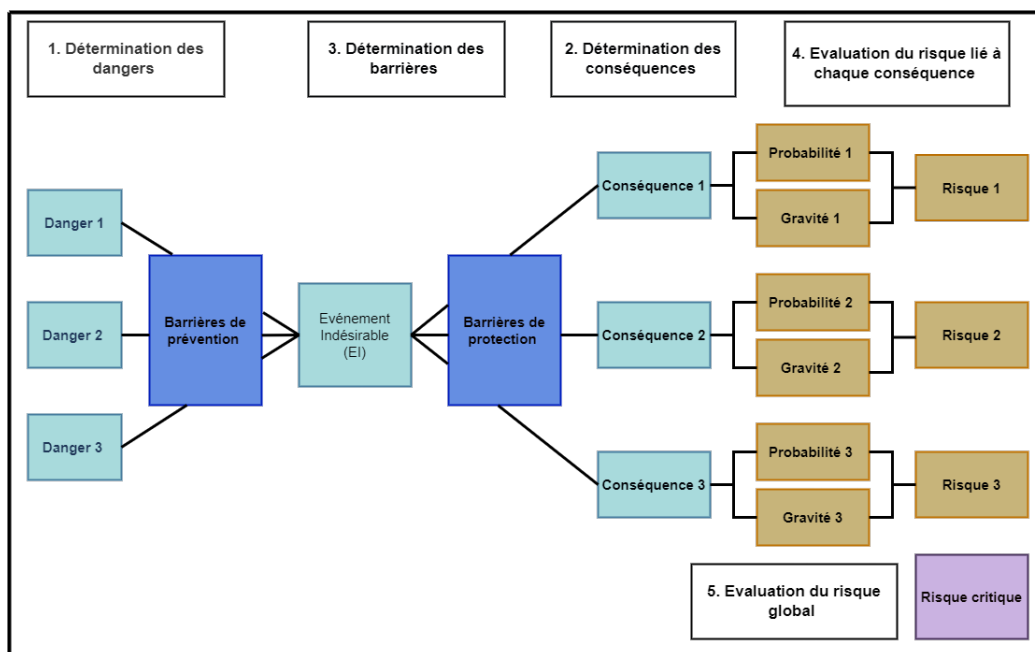 1. Détermination des
dangers
3. Détermination des
barrières
2. Détermination des
conséquences
4. Evaluation du risque lié à
chaque conséquence
Danger 1
Danger 2
Danger 3
Barrières de
prévention
Evénement
Indésirable
(EI)
Barrières de
protection
Conséquence 1
Probabilité 1
Gravité 1
Risque 1
Conséquence 2
Probabilité 2
Gravité 2
Risque 2
Conséquence 3
Probabilité 3
Gravité 3
Risque 3
5. Evaluation du risque
global
Risque critique